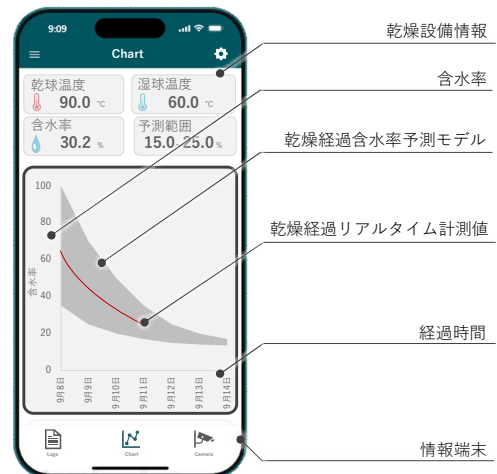 9:09
Chart
乾球温度
90.0 ℃
湿球温度
60.0 ℃
含水率
30.2 %
予測範囲
15.0~25.0 %
100
80
60
40
20
0
含水率
9月8日
9月9日
9月10日
9月11日
9月12日
9月13日
9月14日
Logs
Chart
Camera
乾燥設備情報
含水率
乾燥経過含水率予測モデル
乾燥経過リアルタイム計測値
経過時間
情報端末